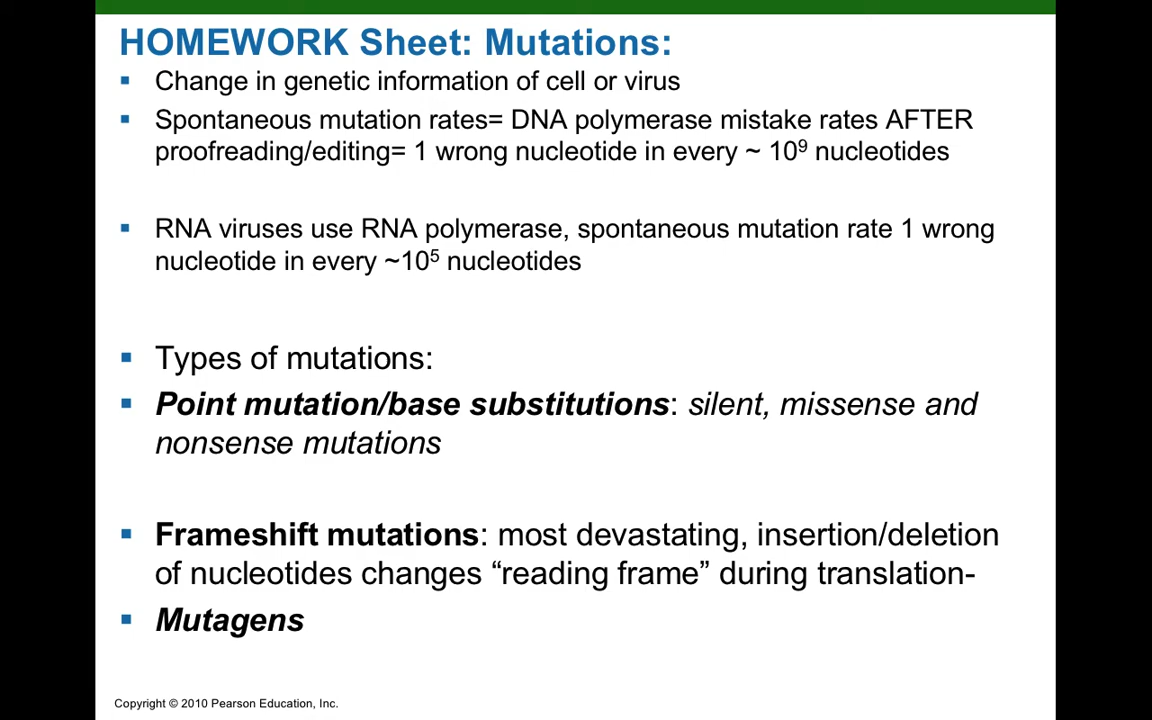 HOMEWORK Sheet: Mutations:
▪ Change in genetic information of cell or virus
▪ Spontaneous mutation rates= DNA polymerase mistake rates AFTER
proofreading/editing= 1 wrong nucleotide in every ~ 10⁹ nucleotides
▪ RNA viruses use RNA polymerase, spontaneous mutation rate 1 wrong
nucleotide in every ~10⁵ nucleotides
▪ Types of mutations:
▪ Point mutation/base substitutions: silent, missense and
nonsense mutations
▪ Frameshift mutations: most devastating, insertion/deletion
of nucleotides changes “reading frame” during translation-
▪ Mutagens
Copyright © 2010 Pearson Education, Inc.